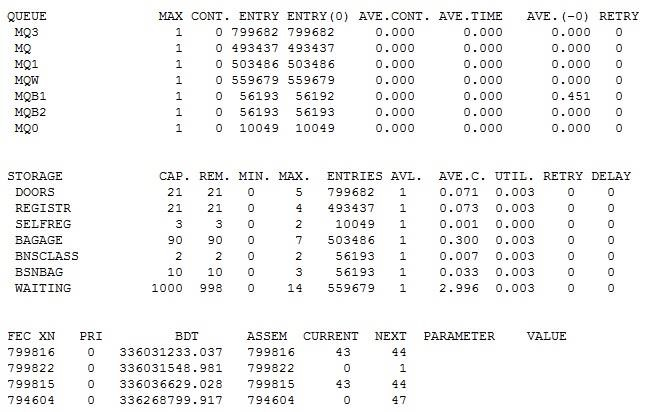 QUEUE MAX CONT. ENTRY ENTRY(0) AVE.CONT. AVE.TIME AVE.(-0) RETRY
MQ3 1 0 799682 799682 0.000 0.000 0.000 0
MQ 1 0 493437 493437 0.000 0.000 0.000 0
MQ1 1 0 503486 503486 0.000 0.000 0.000 0
MQW 1 0 559679 559679 0.000 0.000 0.000 0
MQB1 1 0 56193 56192 0.000 0.000 0.451 0
MQB2 1 0 56193 56193 0.000 0.000 0.000 0
MQ0 1 0 10049 10049 0.000 0.000 0.000 0
STORAGE CAP. REM. MIN. MAX. ENTRIES AVL. AVE.C. UTIL. RETRY DELAY
DOORS 21 21 0 5 799682 1 0.071 0.003 0 0
REGISTR 21 21 0 4 493437 1 0.073 0.003 0 0
SELFREG 3 3 0 2 10049 1 0.001 0.000 0 0
BAGAGE 90 90 0 7 503486 1 0.300 0.003 0 0
BNSCLASS 2 2 0 2 56193 1 0.007 0.003 0 0
BSNBAG 10 10 0 3 56193 1 0.033 0.003 0 0
WAITING 1000 998 0 14 559679 1 2.996 0.003 0 0
FEC XN PRI BDT ASSEM CURRENT NEXT PARAMETER VALUE
799816 0 336031233.037 799816 43 44
799822 0 336031548.981 799822 0 1
799815 0 336036629.028 799815 43 44
794604 0 336268799.917 794604 0 47